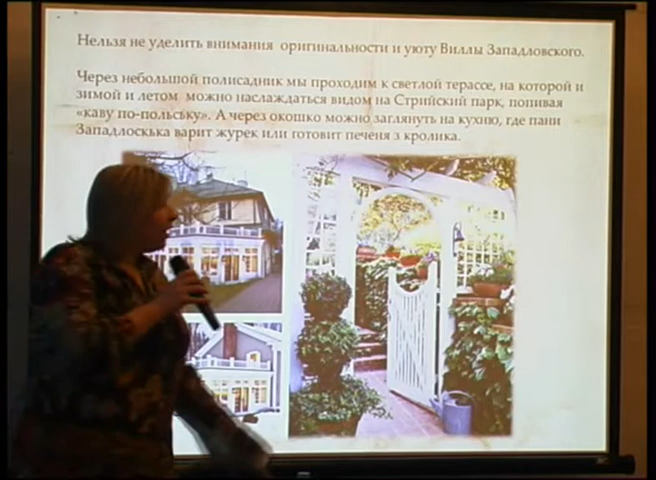 Нельзя не уделить внимания оригинальности и уюту Виллы Западловского.
Через небольшой полисадник мы проходим к светлой терассе, на которой и
зимой и летом можно наслаждаться видом на Стрийский парк, попивая
«каву по-польську». А через окошко можно заглянуть на кухню, где пани
Западлоскька варит журек или готовит печеня з кролика.